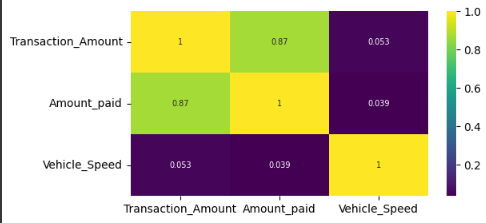 Transaction_Amount 1 0.87 0.053
Amount_paid 0.87 1 0.039
Vehicle_Speed 0.053 0.039 1
Transaction_Amount Amount_paid Vehicle_Speed
1.0
0.8
0.6
0.4
0.2